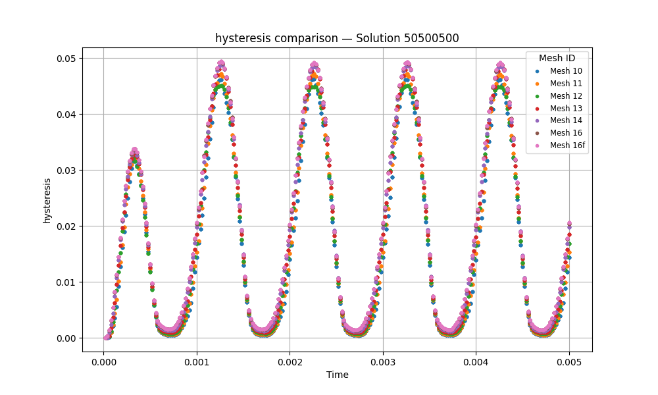 hysteresis comparison — Solution 50500500
hysteresis
0.05
0.04
0.03
0.02
0.01
0.00
Mesh ID
Mesh 10
Mesh 11
Mesh 12
Mesh 13
Mesh 14
Mesh 16
Mesh 16f
0.000 0.001 0.002 0.003 0.004 0.005
Time